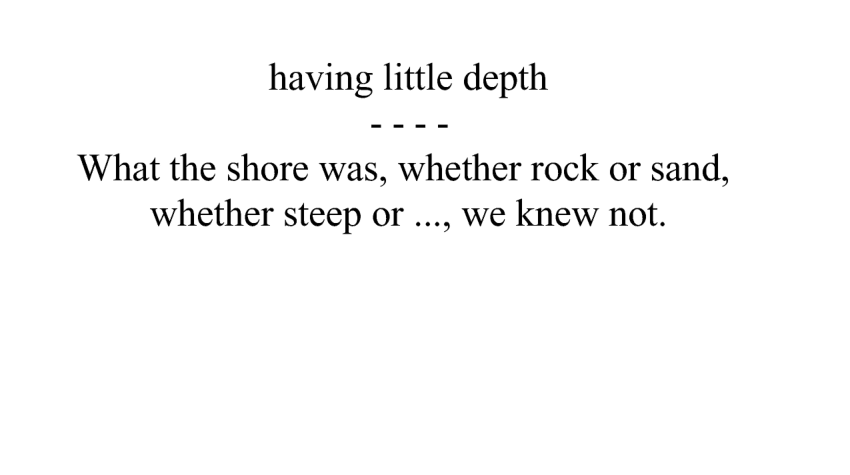 having little depth
- - - -
What the shore was, whether rock or sand,
whether steep or ..., we knew not.